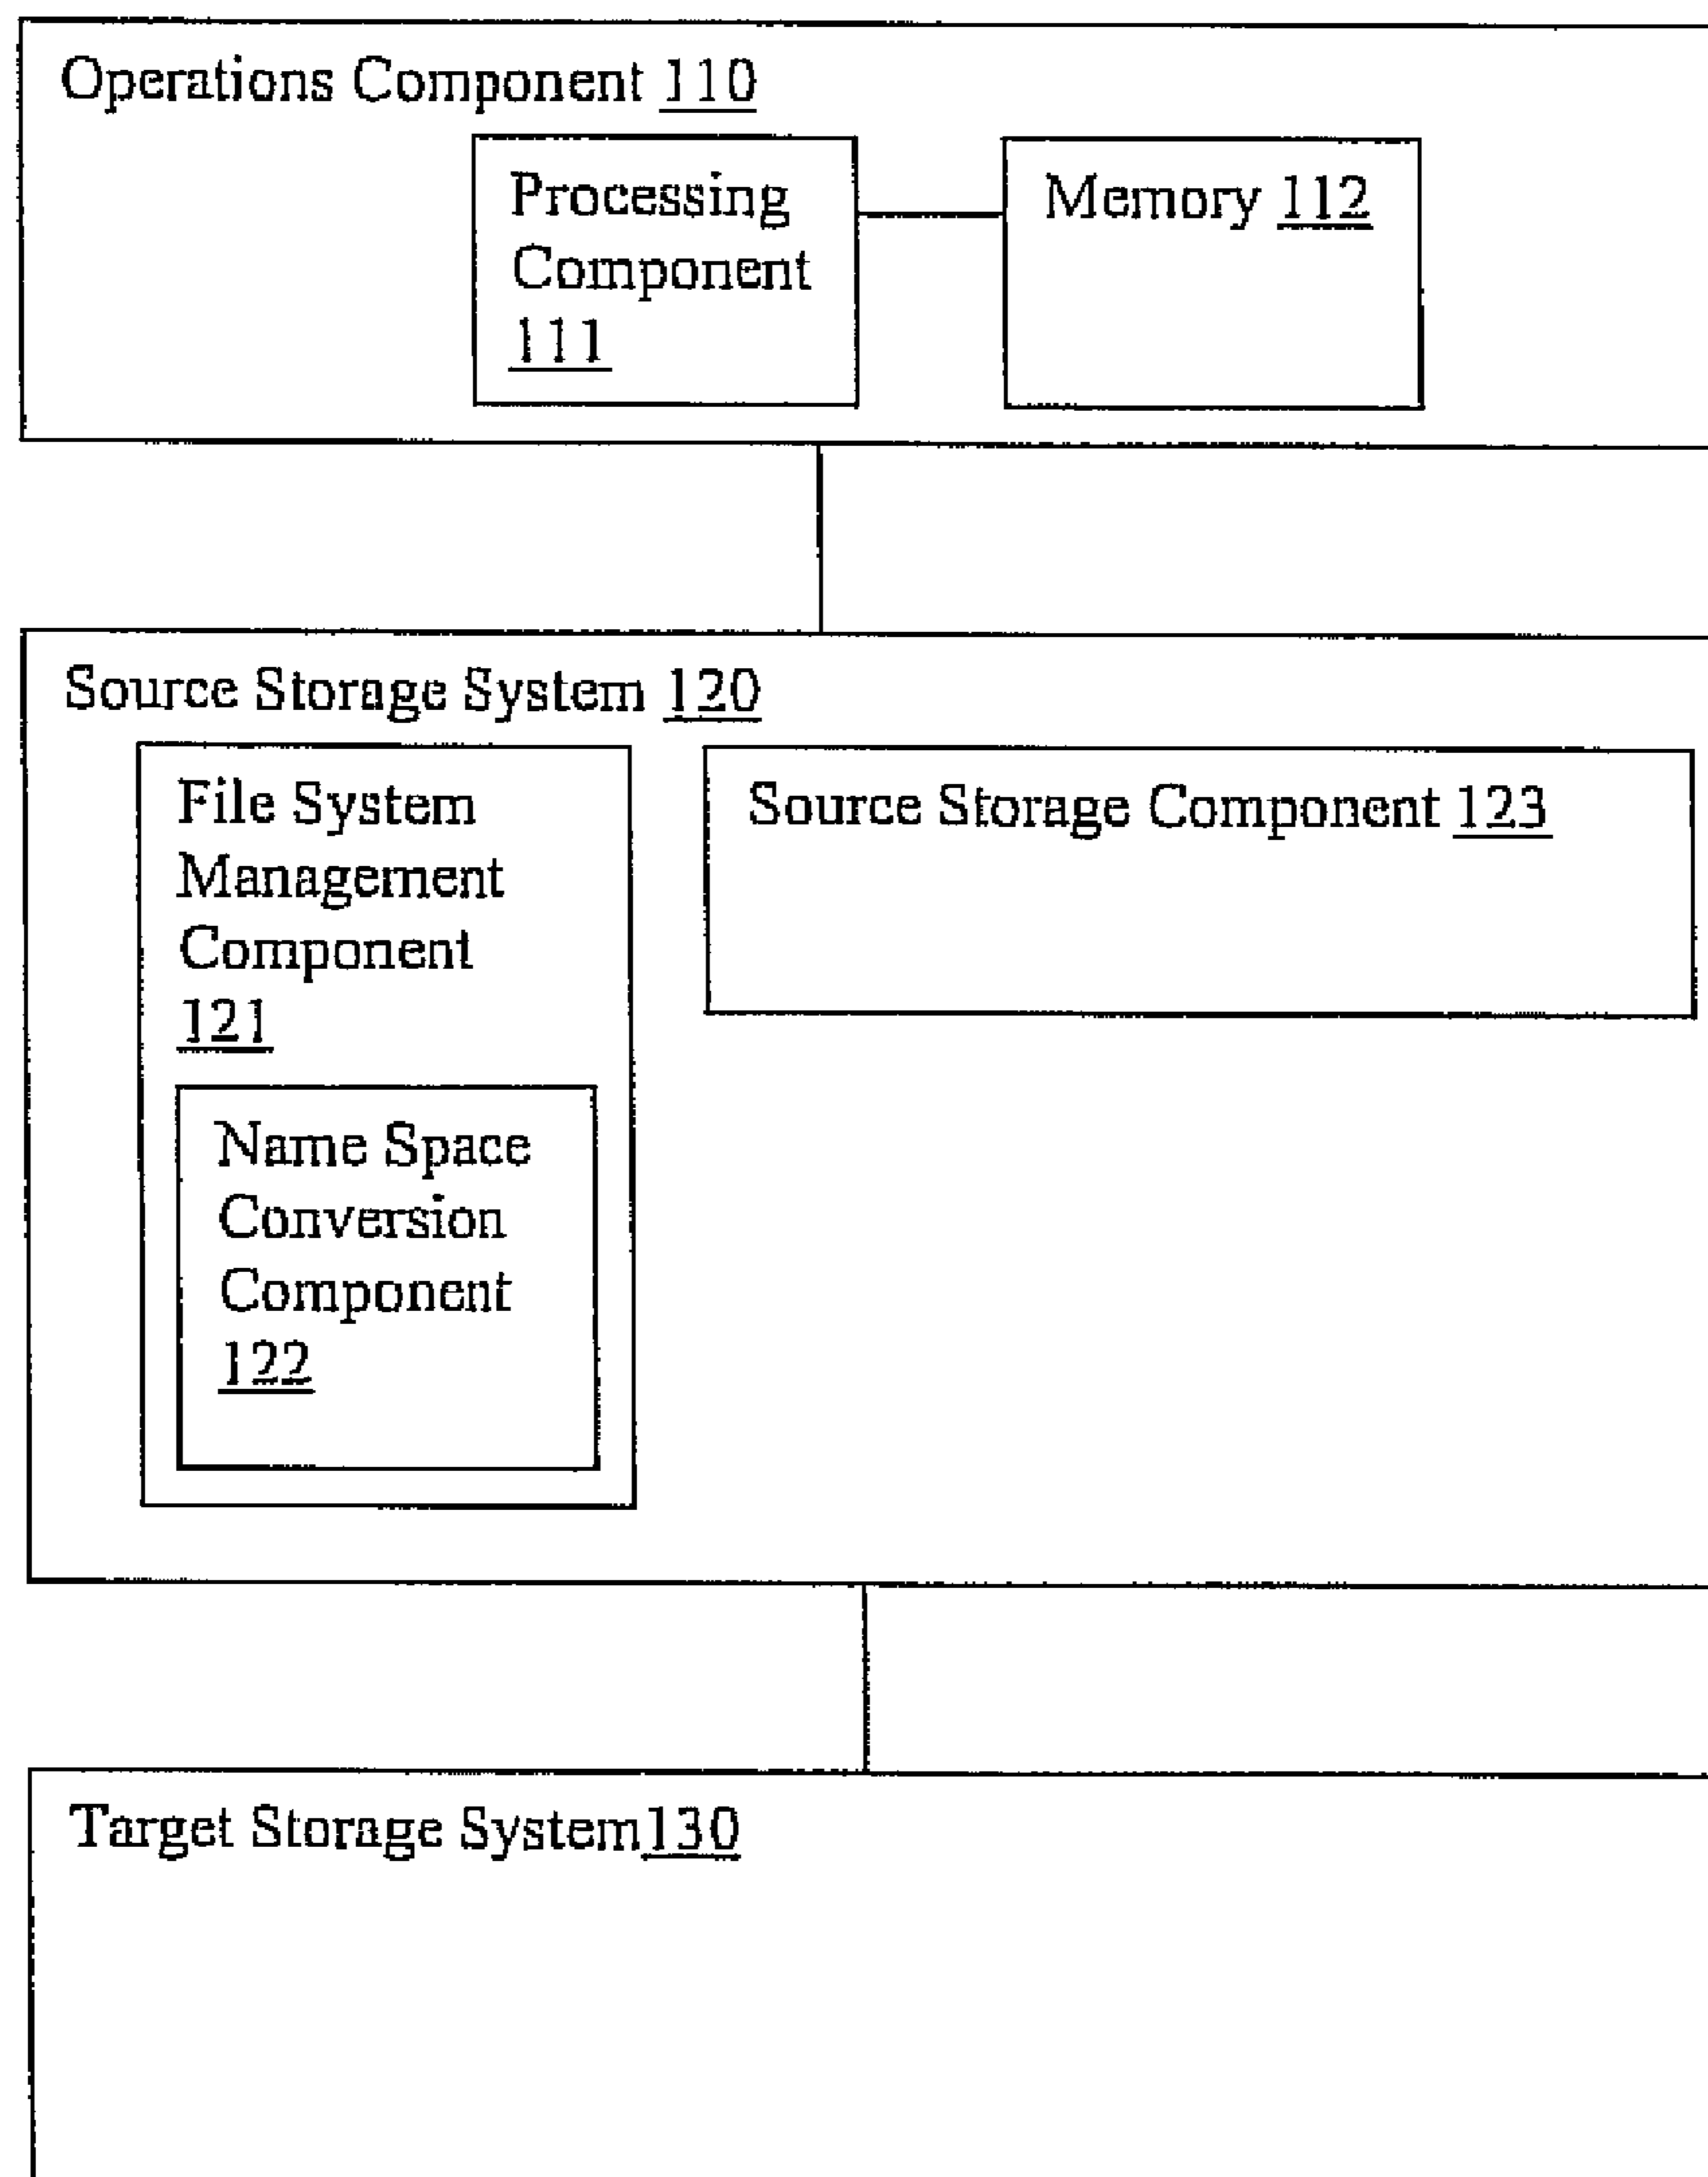 Operations Component 110
Processing
Component
111
Memory 112
Source Storage System 120
File System
Management
Component
121
Source Storage Component 123
Name Space
Conversion
Component
122
Target Storage System130